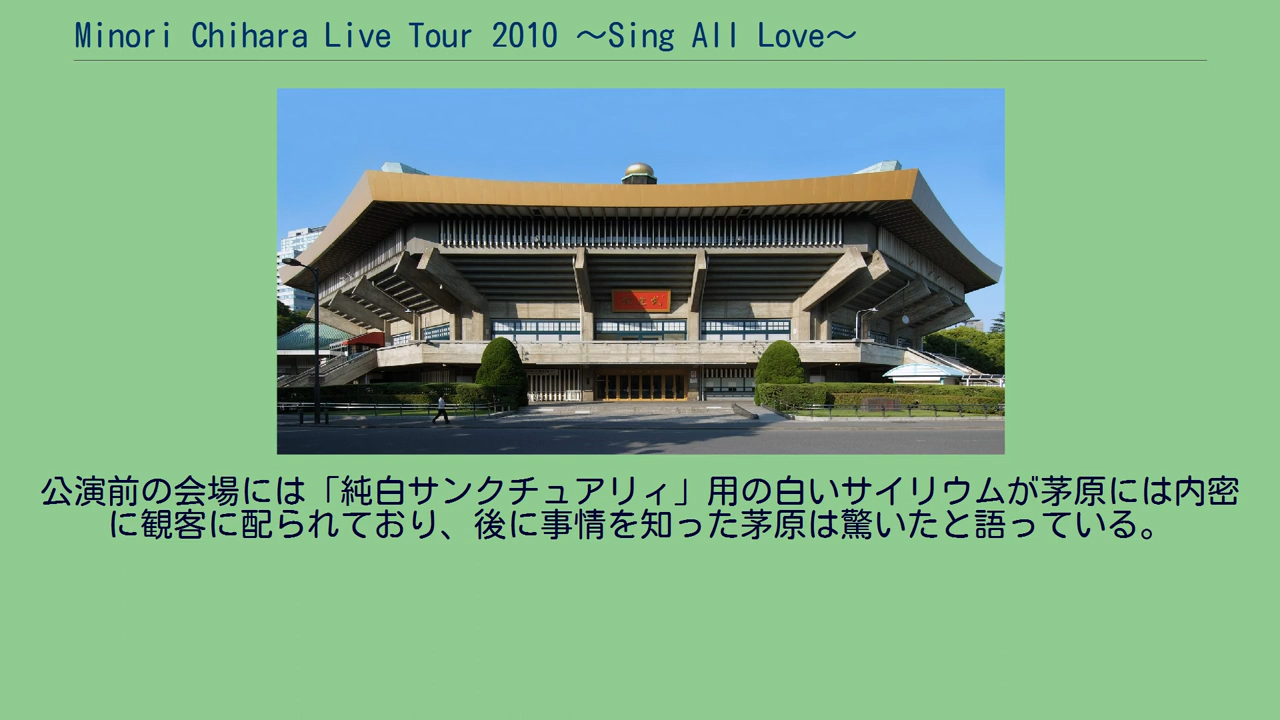 Minori Chihara Live Tour 2010 ～Sing All Love～
公演前の会場には「純白サンクチュアリィ」用の白いサイリウムが茅原には内密
に観客に配られており、後に事情を知った茅原は驚いたと語っている。